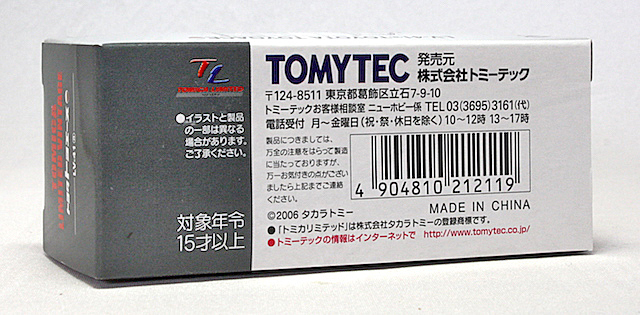 TL
●イラストと製品
の一部は異なる
場合があります。
ご了承ください。
対象年令
15才以上
TOMYTEC
発売元
株式会社トミーテック
〒124-8511 東京都葛飾区立石7-9-10
トミーテックお客様相談室 ニューホビー係 TEL 03(3695)3161(代)
電話受付 月〜金曜日(祝・祭・休日を除く)10〜12時 13〜17時
製品につきましては、
万全の注意をはらって製造
に当たっておりますが、
万一お気付きの点がござい
ましたら上記までご連絡
ください。
4 904810 212119
©2006 タカラトミー
MADE IN CHINA
●「トミカリミテッド」は株式会社タカラトミーの登録商標です。
●トミーテックの情報はインターネットで http://www.tomytec.co.jp/